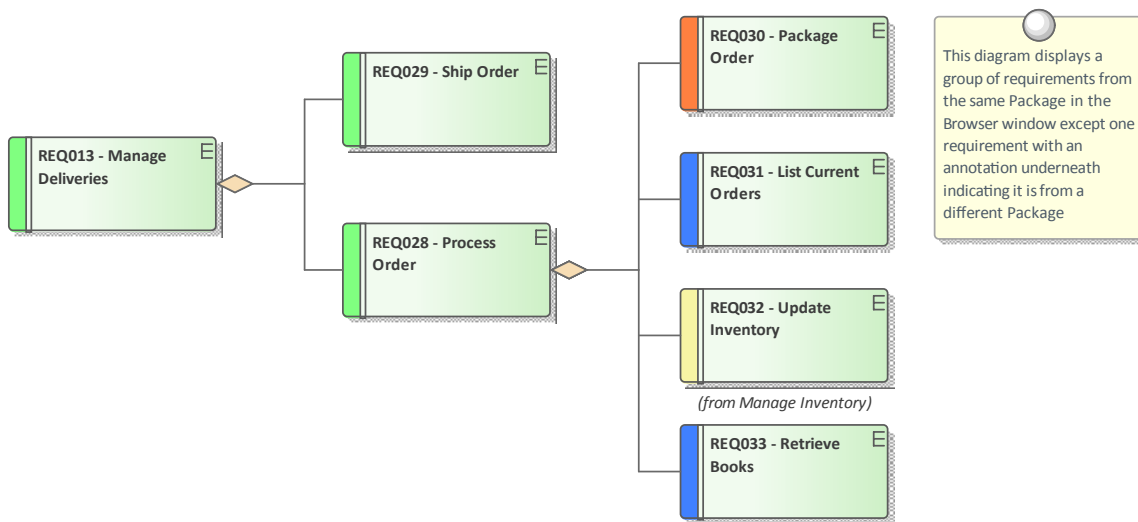 REQ030 - Package
Order
E
This diagram displays a
group of requirements from
the same Package in the
Browser window except one
requirement with an
annotation underneath
indicating it is from a
different Package
REQ029 - Ship Order
E
REQ013 - Manage
Deliveries
E
REQ031 - List Current
Orders
E
REQ028 - Process
Order
E
REQ032 - Update
Inventory
E
(from Manage Inventory)
REQ033 - Retrieve
Books
E